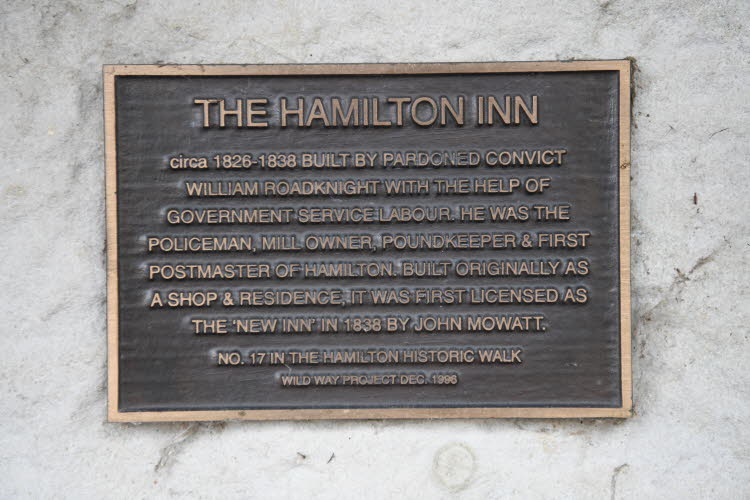 THE HAMILTON INN
circa 1826-1838 BUILT BY PARDONED CONVICT
WILLIAM ROADKNIGHT WITH THE HELP OF
GOVERNMENT SERVICE LABOUR. HE WAS THE
POLICEMAN, MILL OWNER, POUNDKEEPER & FIRST
POSTMASTER OF HAMILTON. BUILT ORIGINALLY AS
A SHOP & RESIDENCE, IT WAS FIRST LICENSED AS
THE 'NEW INN' IN 1838 BY JOHN MOWATT.
NO. 17 IN THE HAMILTON HISTORIC WALK
WILD WAY PROJECT DEC. 1996